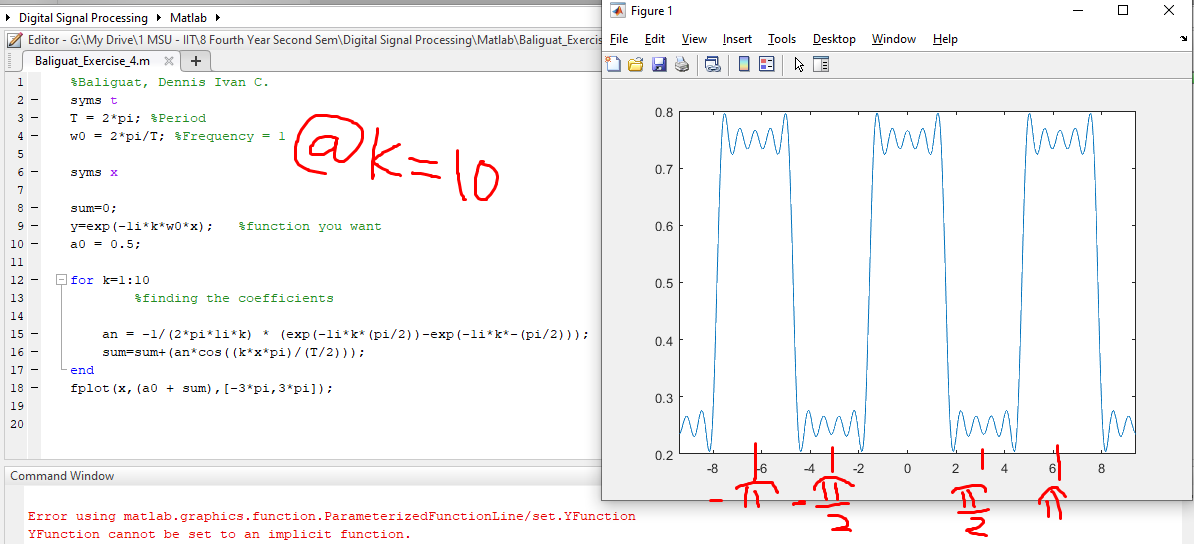 Digital Signal Processing ▸ Matlab ▸
Editor - G:\My Drive\1 MSU - IIT\8 Fourth Year Second Sem\Digital Signal Processing\Matlab\Baliguat_Exercis
Baliguat_Exercise_4.m × +
1 %Baliguat, Dennis Ivan C.
2 – syms t
3 – T = 2*pi; %Period
4 – w0 = 2*pi/T; %Frequency = 1
5
6 – syms x
7
8 – sum=0;
9 – y=exp(-1i*k*w0*x); %function you want
10 – a0 = 0.5;
11
12 – for k=1:10
13 %finding the coefficients
14
15 – an = -1/(2*pi*1i*k) * (exp(-1i*k*(pi/2))-exp(-1i*k*-(pi/2)));
16 – sum=sum+(an*cos((k*x*pi)/(T/2)));
17 – end
18 – fplot(x,(a0 + sum),[-3*pi,3*pi]);
19
20
@k=10
Command Window
Error using matlab.graphics.function.ParameterizedFunctionLine/set.YFunction
YFunction cannot be set to an implicit function.
Figure 1
File Edit View Insert Tools Desktop Window Help
0.8
0.7
0.6
0.5
0.4
0.3
0.2
-8 -6 -4 -2 0 2 4 6 8
-π -π/2 π/2 π